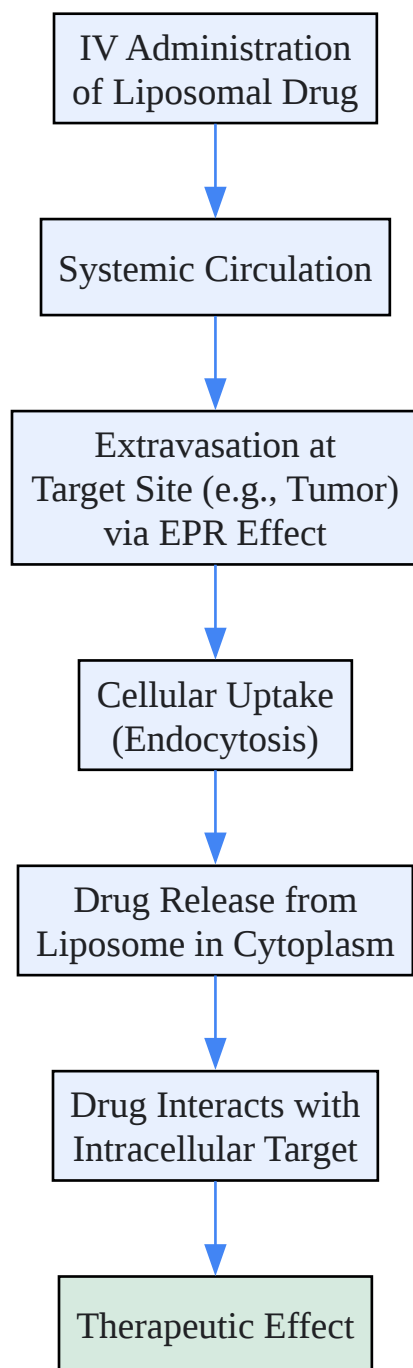 IV Administration
of Liposomal Drug
Systemic Circulation
Extravasation at
Target Site (e.g., Tumor)
via EPR Effect
Cellular Uptake
(Endocytosis)
Drug Release from
Liposome in Cytoplasm
Drug Interacts with
Intracellular Target
Therapeutic Effect